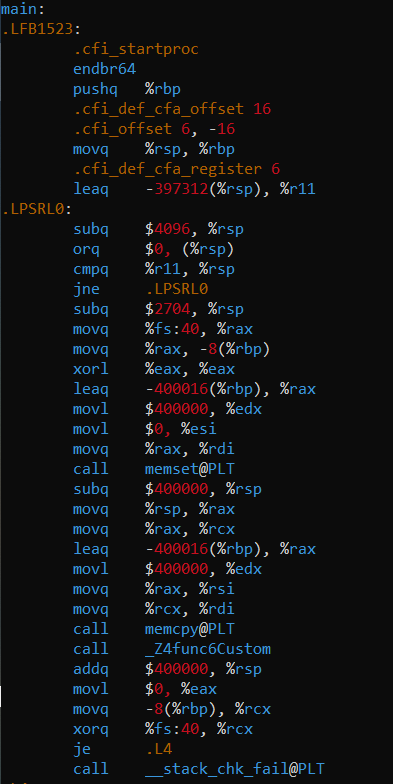 main:
.LFB1523:
.cfi_startproc
endbr64
pushq %rbp
.cfi_def_cfa_offset 16
.cfi_offset 6, -16
movq %rsp, %rbp
.cfi_def_cfa_register 6
leaq -397312(%rsp), %r11
.LPSRL0:
subq $4096, %rsp
orq $0, (%rsp)
cmpq %r11, %rsp
jne .LPSRL0
subq $2704, %rsp
movq %fs:40, %rax
movq %rax, -8(%rbp)
xorl %eax, %eax
leaq -400016(%rbp), %rax
movl $400000, %edx
movl $0, %esi
movq %rax, %rdi
call memset@PLT
subq $400000, %rsp
movq %rsp, %rax
movq %rax, %rcx
leaq -400016(%rbp), %rax
movl $400000, %edx
movq %rax, %rsi
movq %rcx, %rdi
call memcpy@PLT
call _Z4func6Custom
addq $400000, %rsp
movl $0, %eax
movq -8(%rbp), %rcx
xorq %fs:40, %rcx
je .L4
call __stack_chk_fail@PLT